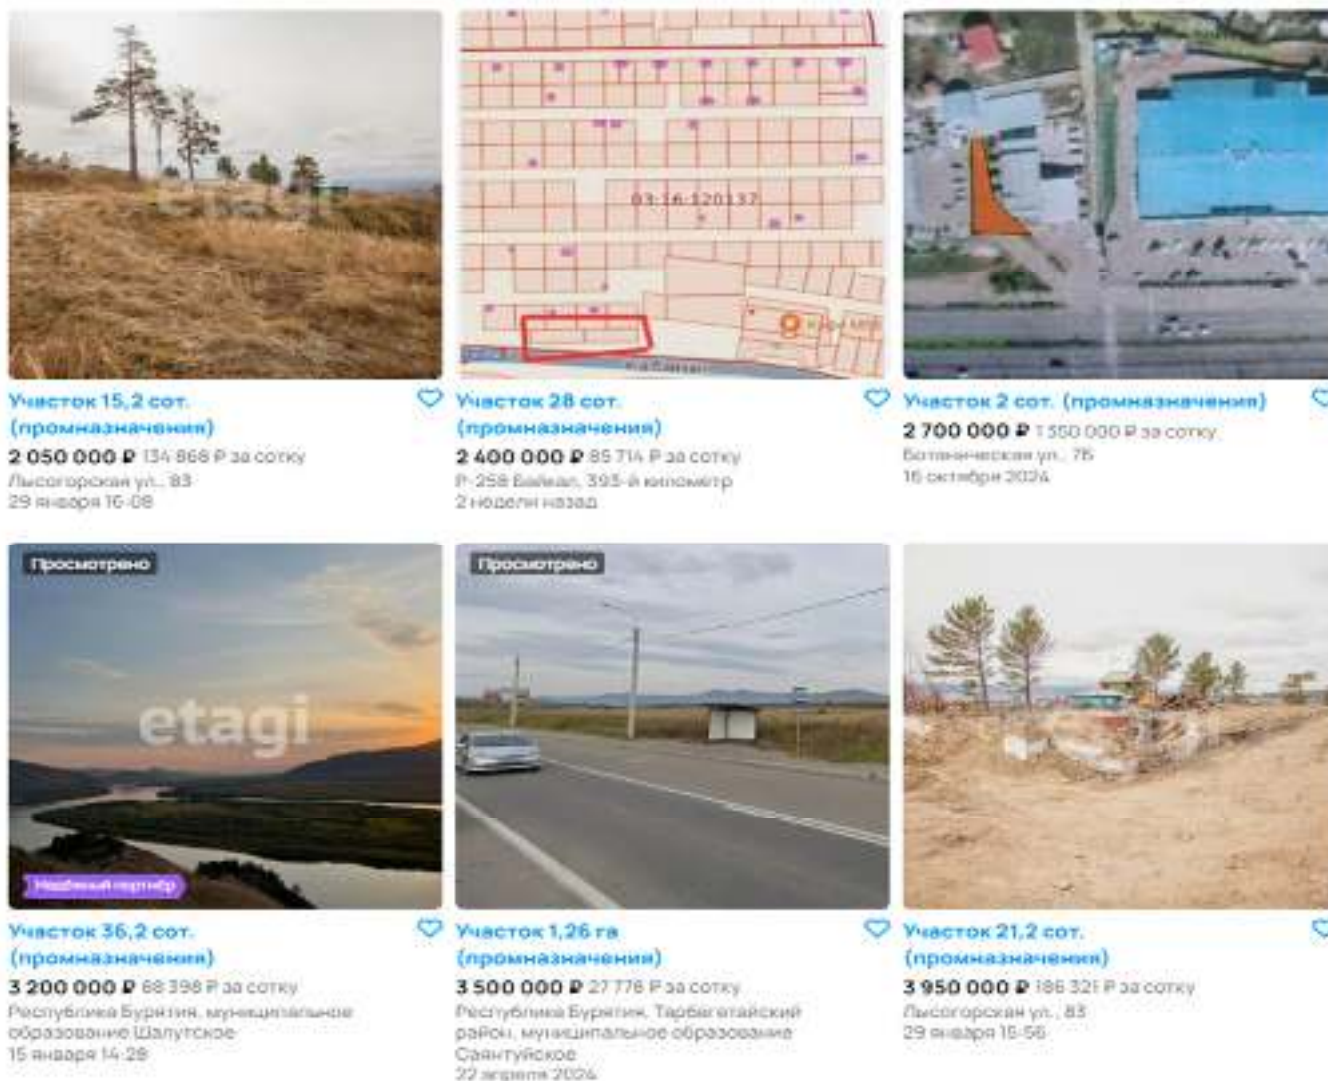 etagi
03:16:120137
Участок 15,2 сот.
(промназначения)
2 050 000 ₽ 134 868 ₽ за сотку
Лысогорская ул., 83
29 января 16:08
Участок 28 сот.
(промназначения)
2 400 000 ₽ 85 714 ₽ за сотку
Р-258 Байкал, 393-й километр
2 недели назад
Участок 2 сот. (промназначения)
2 700 000 ₽ 1 350 000 ₽ за сотку
Ботаническая ул., 7Б
16 октября 2024
Просмотрено
etagi
Надёжный партнёр
Участок 36,2 сот.
(промназначения)
3 200 000 ₽ 88 398 ₽ за сотку
Республика Бурятия, муниципальное
образование Шалутское
15 января 14:28
Просмотрено
Участок 1,26 га
(промназначения)
3 500 000 ₽ 27 778 ₽ за сотку
Республика Бурятия, Тарбагатайский
район, муниципальное образование
Саянтуйское
22 апреля 2024
Участок 21,2 сот.
(промназначения)
3 950 000 ₽ 186 321 ₽ за сотку
Лысогорская ул., 83
29 января 15:56